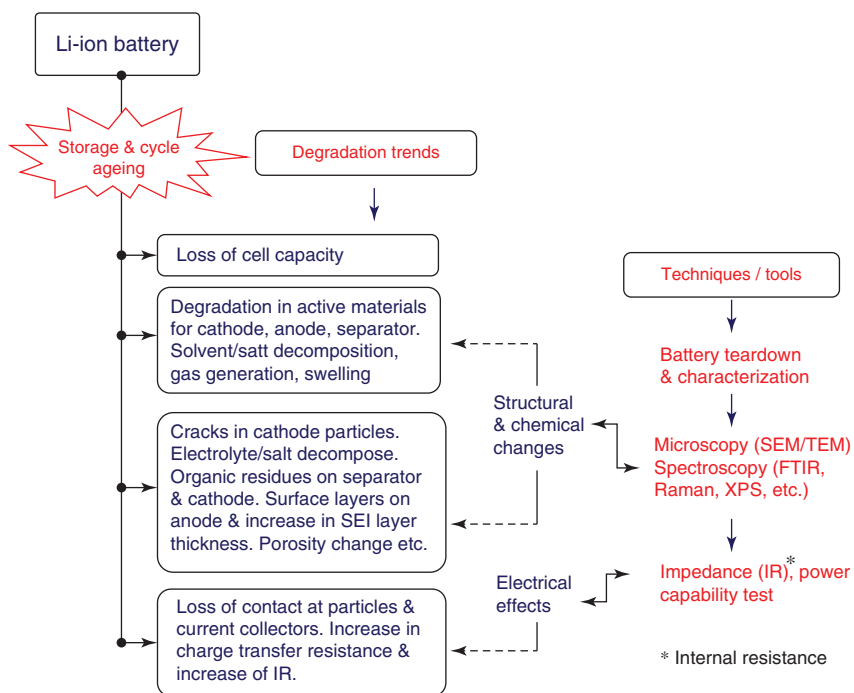 Li-ion battery
Storage & cycle
ageing
Degradation trends
Loss of cell capacity
Degradation in active materials
for cathode, anode, separator.
Solvent/satt decomposition,
gas generation, swelling
Cracks in cathode particles.
Electrolyte/salt decompose.
Organic residues on separator
& cathode. Surface layers on
anode & increase in SEI layer
thickness. Porosity change etc.
Loss of contact at particles &
current collectors. Increase in
charge transfer resistance &
increase of IR.
Structural
& chemical
changes
Electrical
effects
Techniques / tools
Battery teardown
& characterization
Microscopy (SEM/TEM)
Spectroscopy (FTIR,
Raman, XPS, etc.)
Impedance (IR),* power
capability test
* Internal resistance